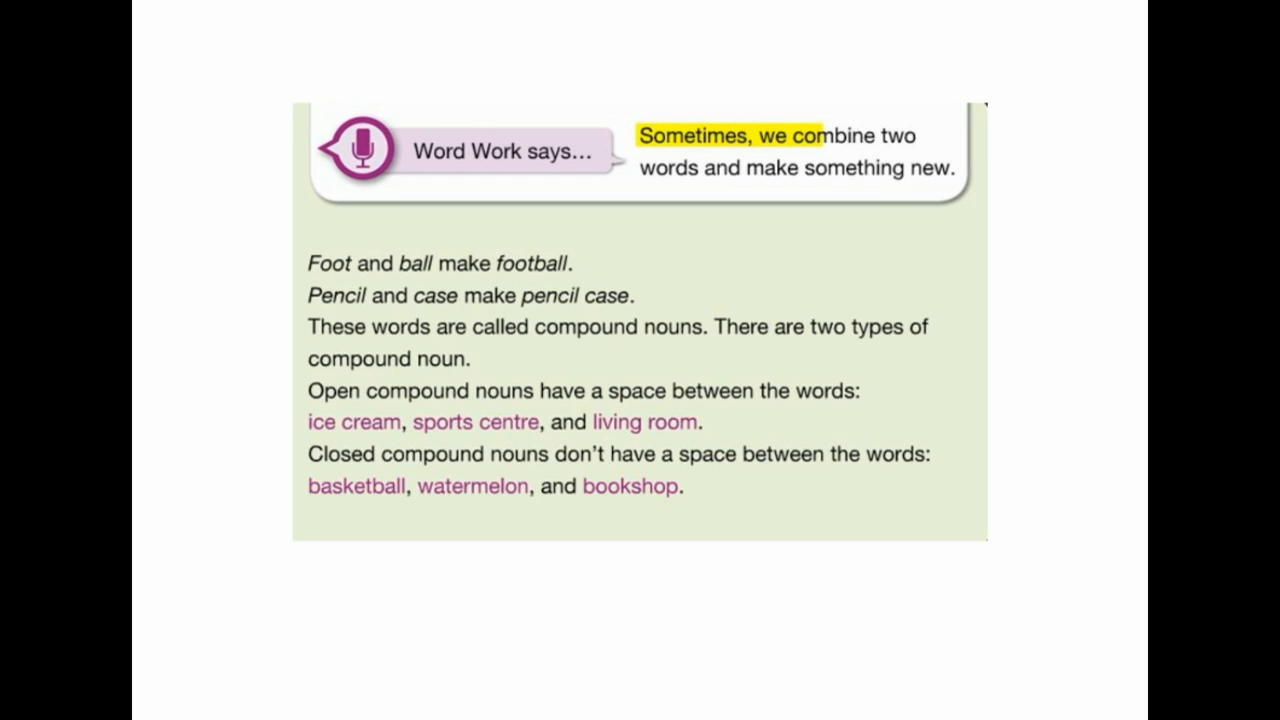 Word Work says...
Sometimes, we combine two
words and make something new.
Foot and ball make football.
Pencil and case make pencil case.
These words are called compound nouns. There are two types of
compound noun.
Open compound nouns have a space between the words:
ice cream, sports centre, and living room.
Closed compound nouns don't have a space between the words:
basketball, watermelon, and bookshop.